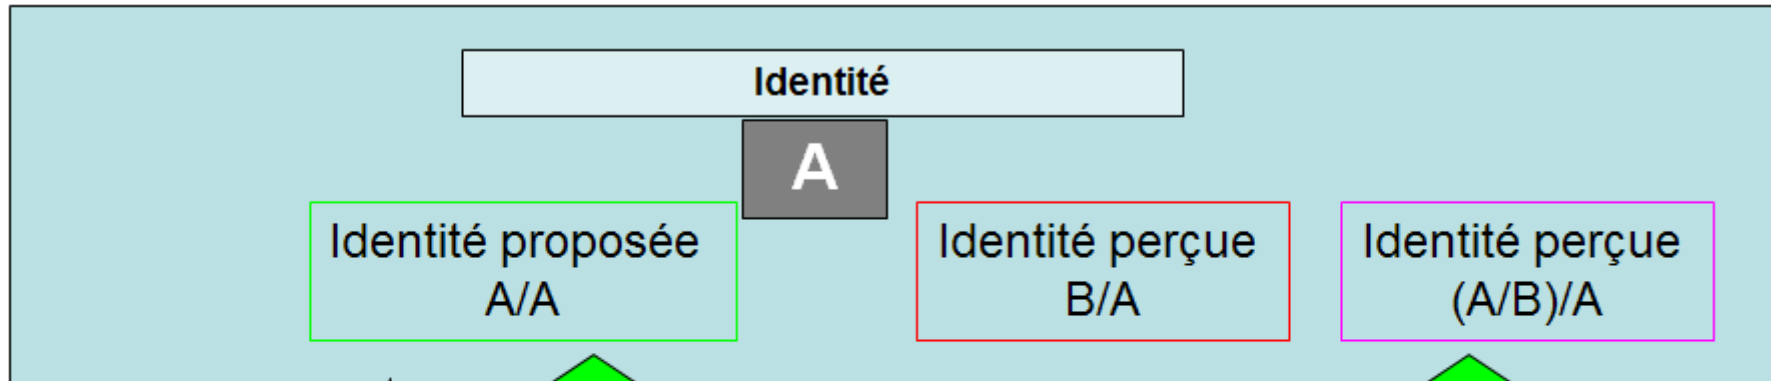 Identité
A
Identité proposée
A/A
Identité perçue
B/A
Identité perçue
(A/B)/A